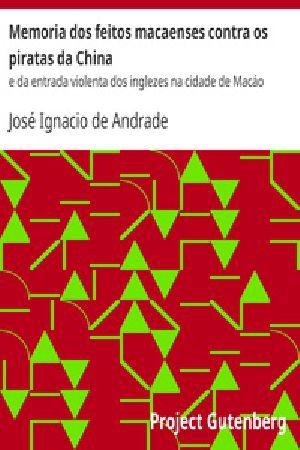 Memoria dos feitos macaenses contra os
piratas da China
e da entrada violenta dos inglezes na cidade de Macáo
José Ignacio de Andrade
Project Gutenberg